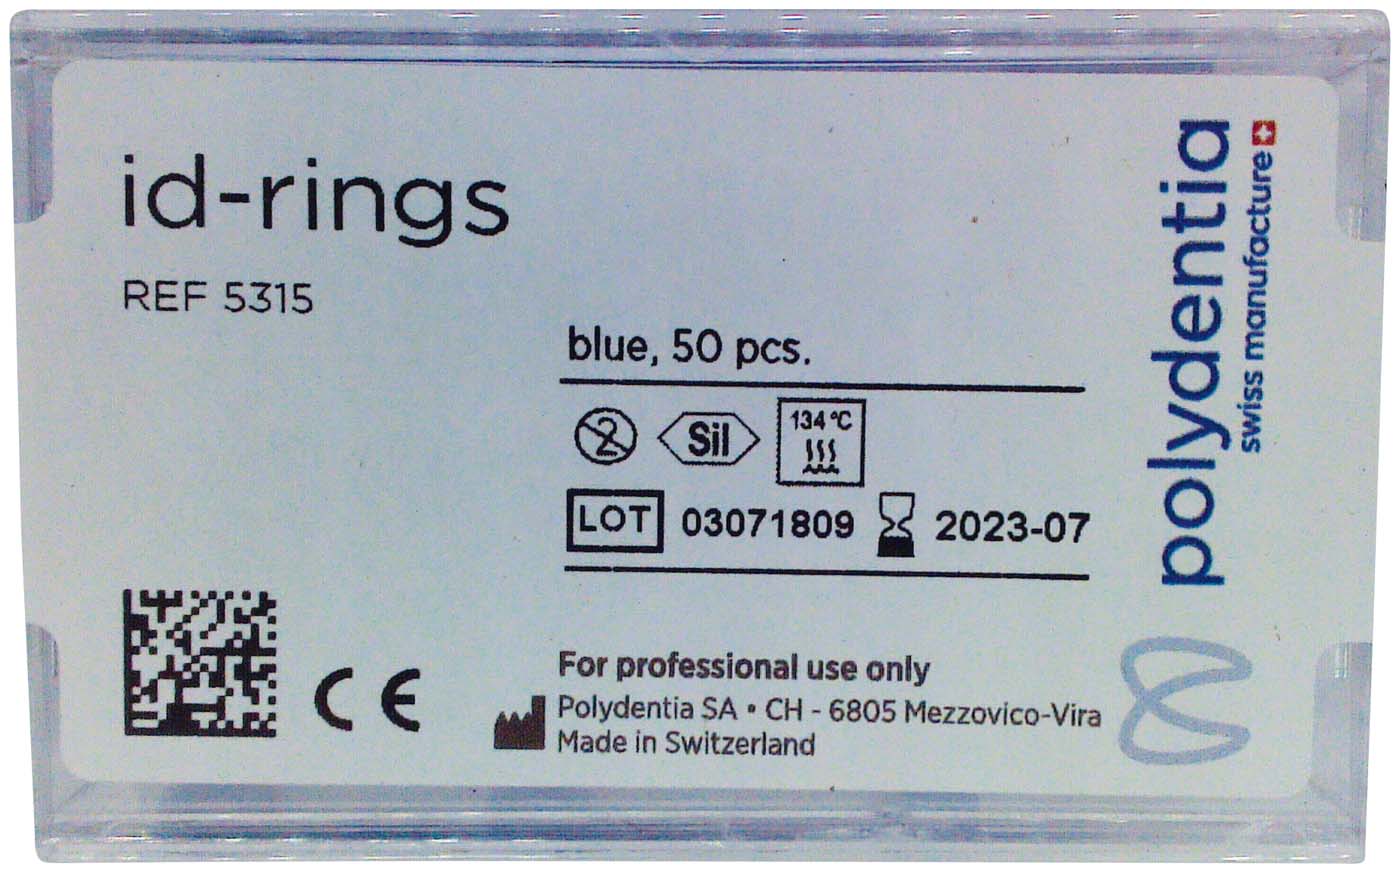 id-rings
REF 5315
blue, 50 pcs.
2
Sil
134 °C
LOT 03071809 2023-07
CE
For professional use only
Polydentia SA • CH - 6805 Mezzovico-Vira
Made in Switzerland
polydentia
swiss manufacture